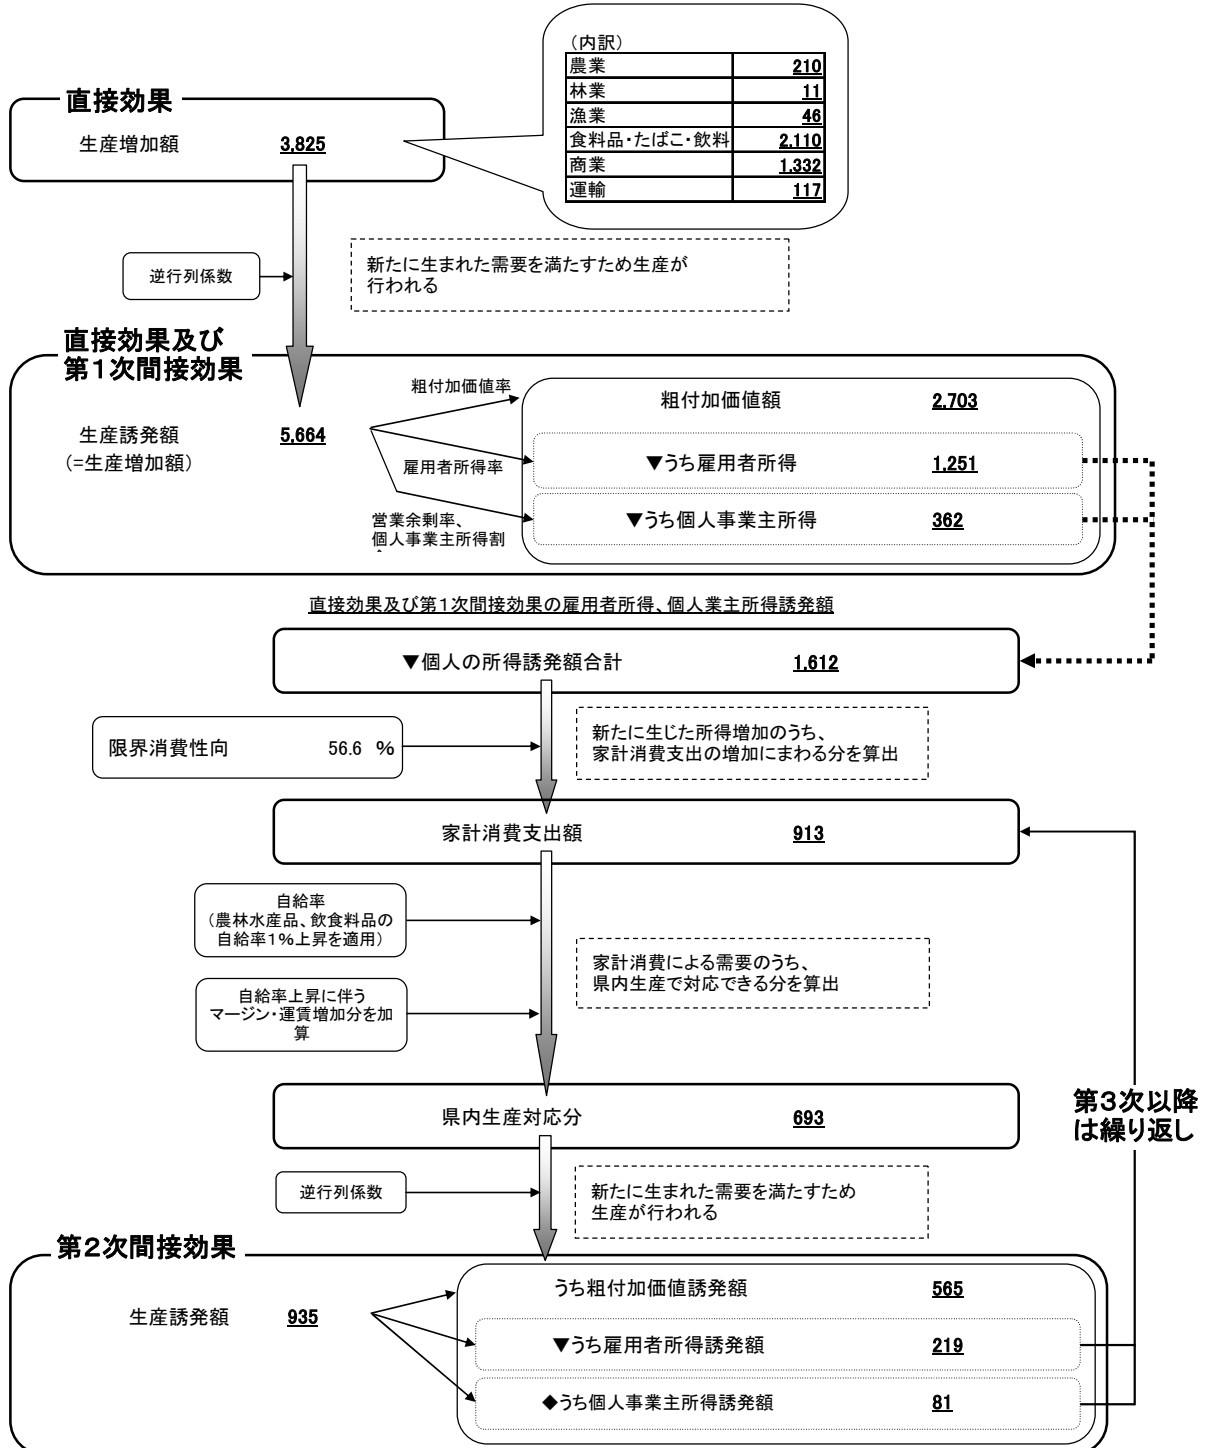 （内訳）
農業 210
林業 11
漁業 46
食料品・たばこ・飲料 2,110
商業 1,332
運輸 117
直接効果
生産増加額 3,825
逆行列係数
新たに生まれた需要を満たすため生産が
行われる
直接効果及び
第１次間接効果
粗付加価値率
粗付加価値額 2,703
生産誘発額 5,664
(=生産増加額)
雇用者所得率
▼うち雇用者所得 1,251
営業余剰率、
個人事業主所得割
▼うち個人事業主所得 362
直接効果及び第１次間接効果の雇用者所得、個人業主所得誘発額
▼個人の所得誘発額合計 1,612
限界消費性向 56.6 %
新たに生じた所得増加のうち、
家計消費支出の増加にまわる分を算出
家計消費支出額 913
自給率
（農林水産品、飲食料品の
自給率１%上昇を適用）
家計消費による需要のうち、
県内生産で対応できる分を算出
自給率上昇に伴う
マージン・運賃増加分を加
算
県内生産対応分 693
第３次以降
は繰り返し
逆行列係数
新たに生まれた需要を満たすため
生産が行われる
第２次間接効果
うち粗付加価値誘発額 565
生産誘発額 935
▼うち雇用者所得誘発額 219
◆うち個人事業主所得誘発額 81